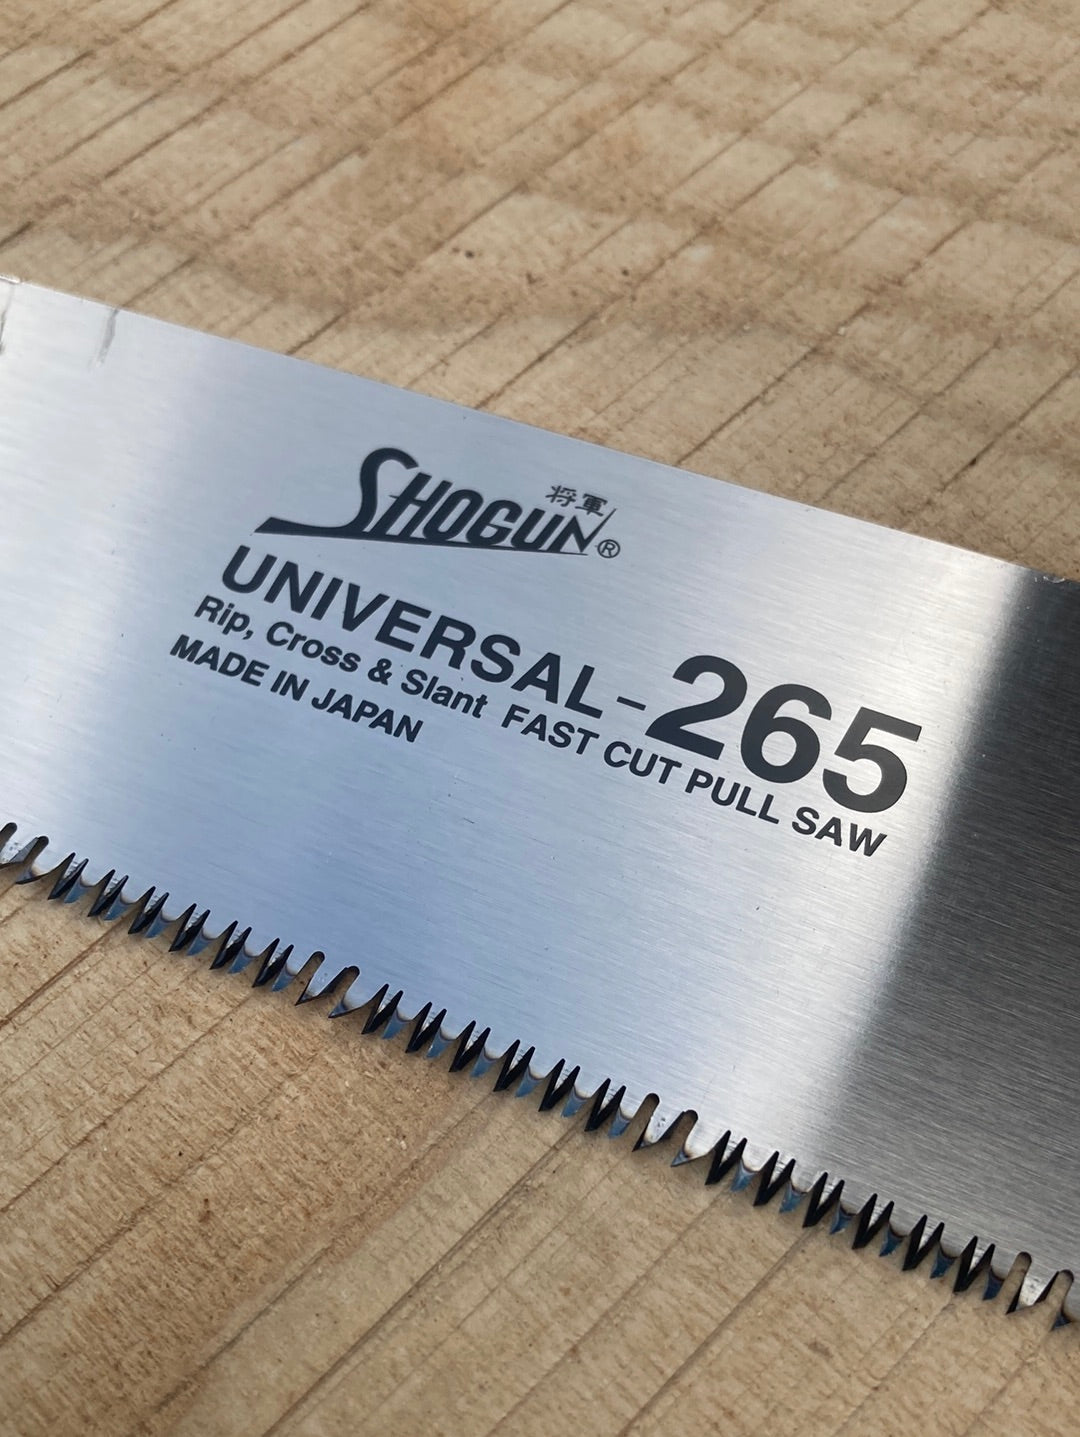 SHOGUN 将軍®
UNIVERSAL-265
Rip, Cross & Slant FAST CUT PULL SAW
MADE IN JAPAN